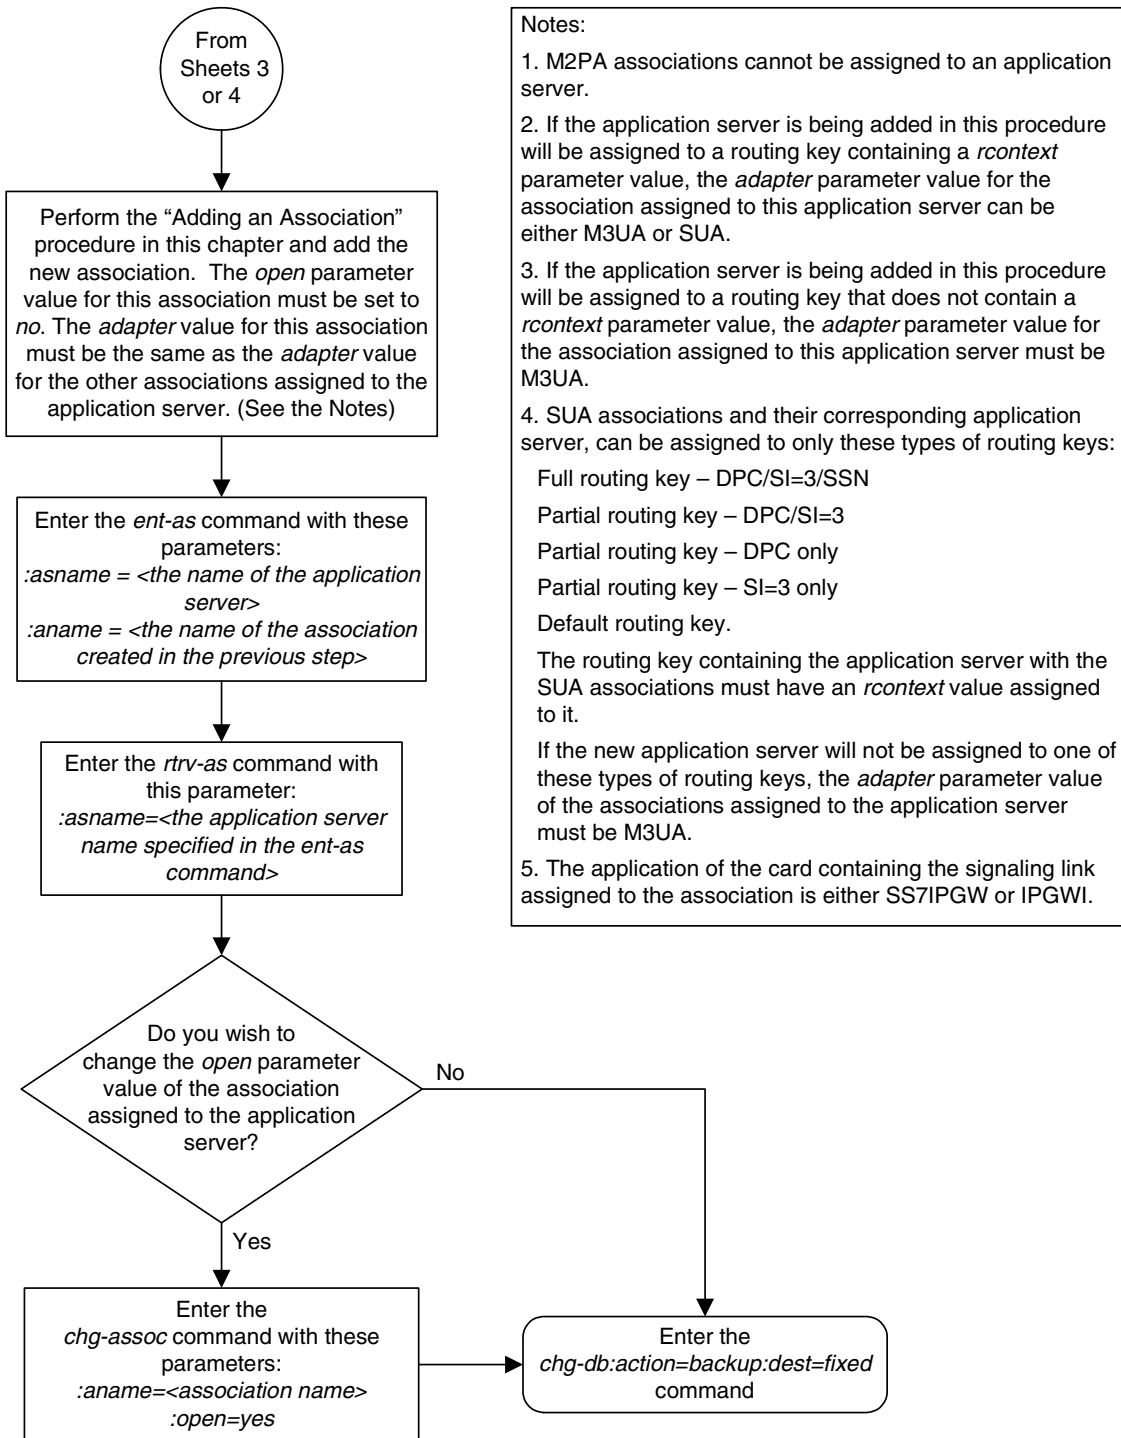 From
Sheets 3
or 4
Perform the “Adding an Association”
procedure in this chapter and add the
new association.  The open parameter
value for this association must be set to
no. The adapter value for this association
must be the same as the adapter value
for the other associations assigned to the
application server. (See the Notes)
Enter the ent-as command with these
parameters:
:asname = <the name of the application
server>
:aname = <the name of the association
created in the previous step>
Enter the rtrv-as command with
this parameter:
:asname=<the application server
name specified in the ent-as
command>
Do you wish to
change the open parameter
value of the association
assigned to the application
server?
No
Yes
Enter the
chg-assoc command with these
parameters:
:aname=<association name>
:open=yes
Enter the
chg-db:action=backup:dest=fixed
command
Notes:
1. M2PA associations cannot be assigned to an application
server.
2. If the application server is being added in this procedure
will be assigned to a routing key containing a rcontext
parameter value, the adapter parameter value for the
association assigned to this application server can be
either M3UA or SUA.
3. If the application server is being added in this procedure
will be assigned to a routing key that does not contain a
rcontext parameter value, the adapter parameter value for
the association assigned to this application server must be
M3UA.
4. SUA associations and their corresponding application
server, can be assigned to only these types of routing keys:
Full routing key – DPC/SI=3/SSN
Partial routing key – DPC/SI=3
Partial routing key – DPC only
Partial routing key – SI=3 only
Default routing key.
The routing key containing the application server with the
SUA associations must have an rcontext value assigned
to it.
If the new application server will not be assigned to one of
these types of routing keys, the adapter parameter value
of the associations assigned to the application server
must be M3UA.
5. The application of the card containing the signaling link
assigned to the association is either SS7IPGW or IPGWI.